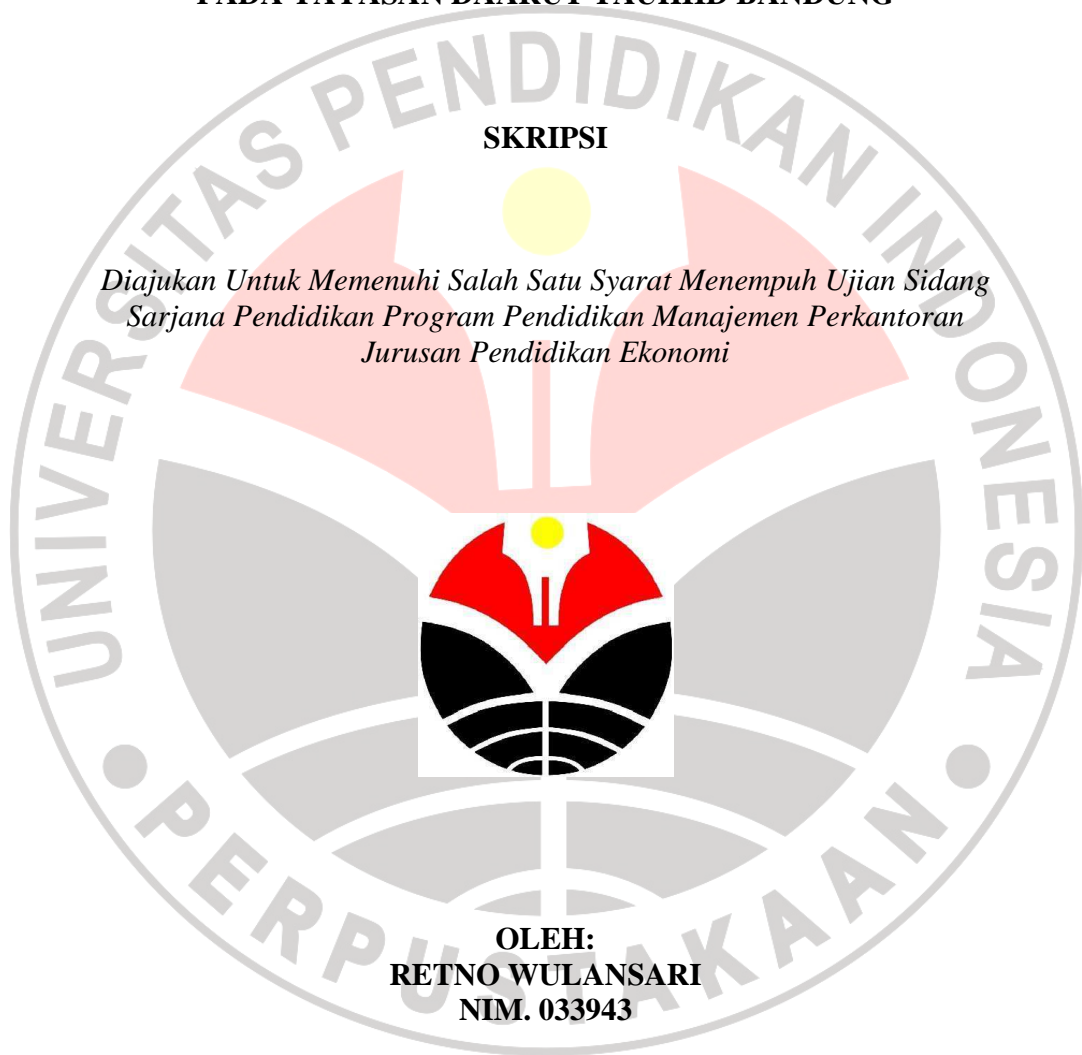 PADA YAYASAN DAARUT TAUHIID BANDUNG
SKRIPSI
Diajukan Untuk Memenuhi Salah Satu Syarat Menempuh Ujian Sidang
Sarjana Pendidikan Program Pendidikan Manajemen Perkantoran
Jurusan Pendidikan Ekonomi
OLEH:
RETNO WULANSARI
NIM. 033943
UNIVERSITAS PENDIDIKAN INDONESIA
PERPUSTAKAAN